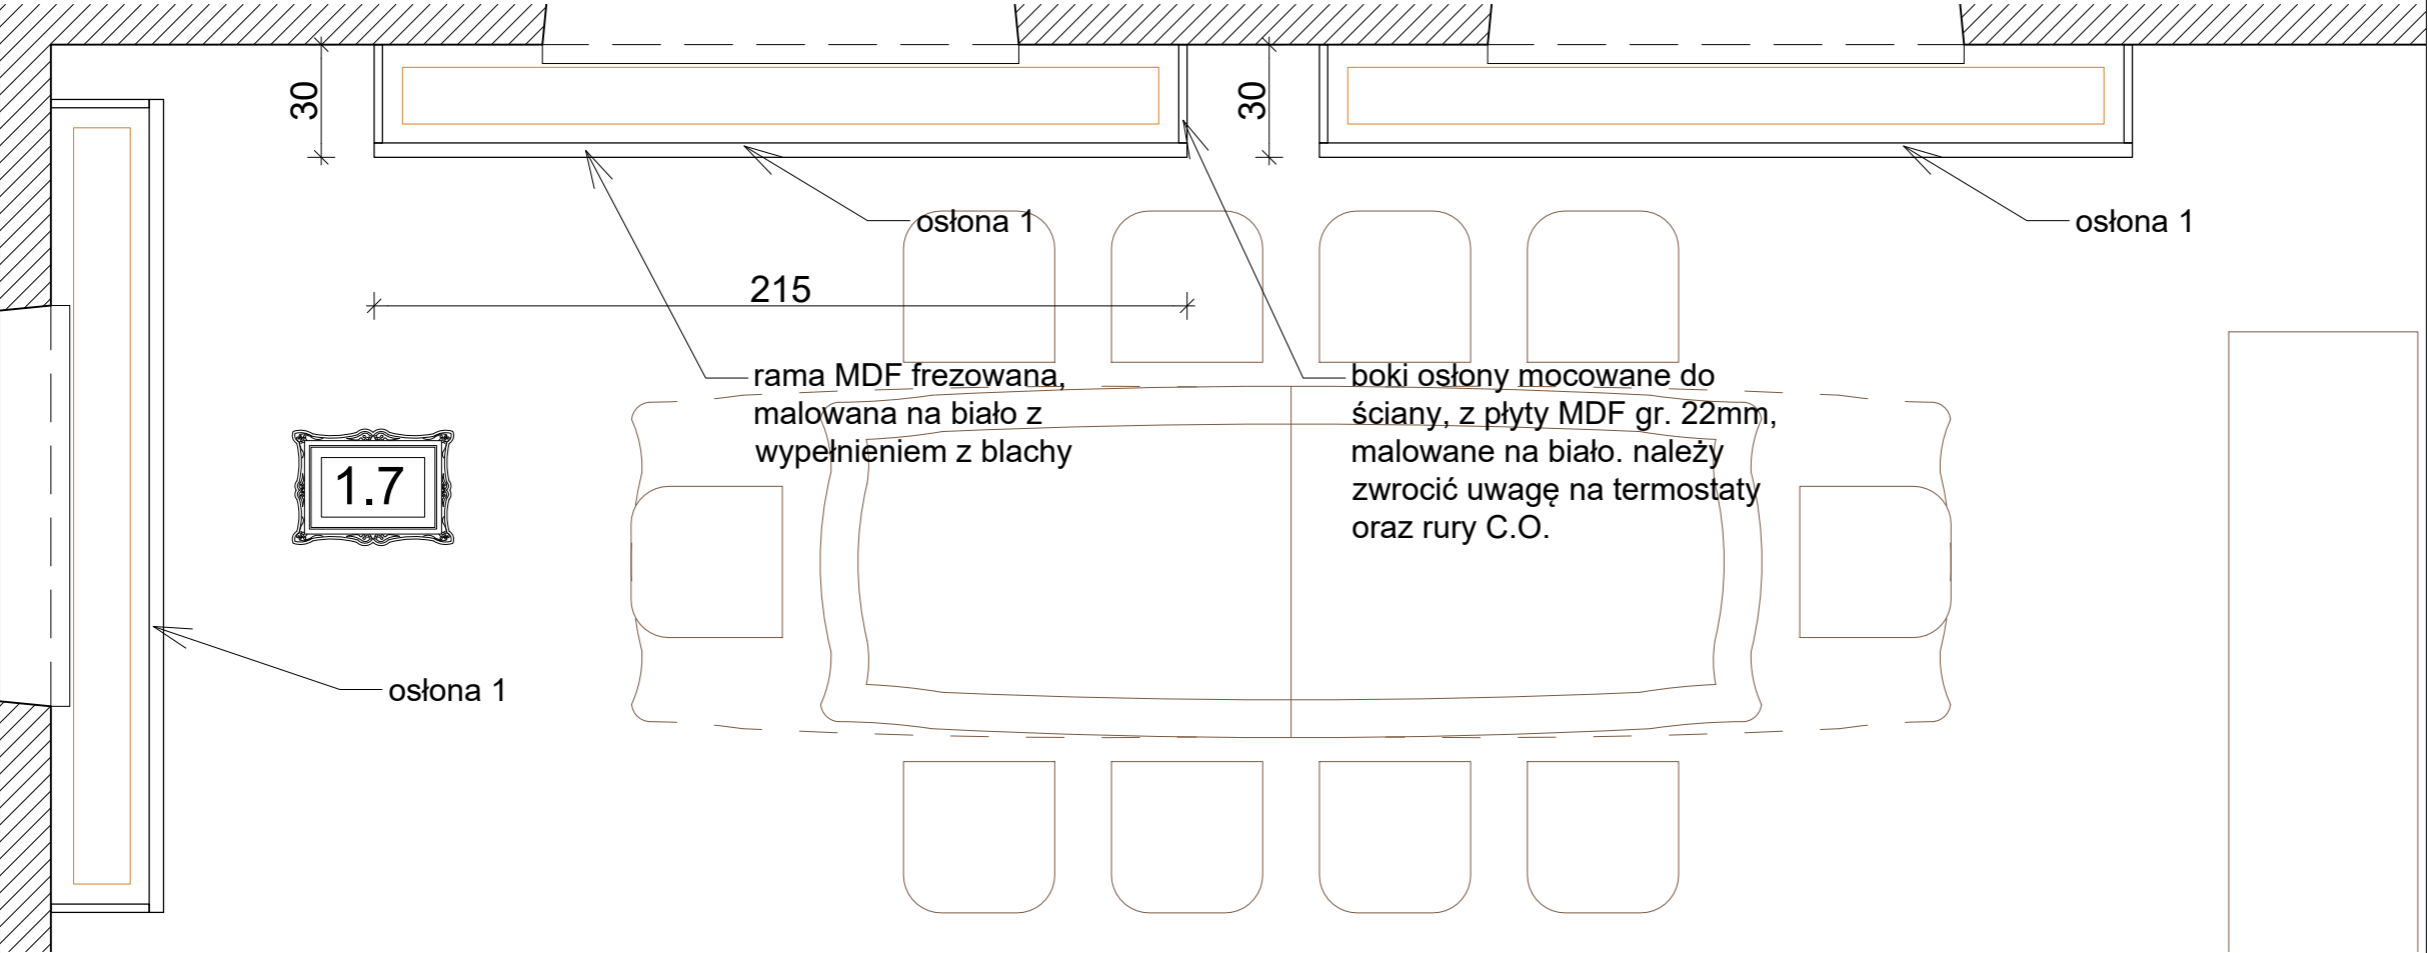 30
30
osłona 1
osłona 1
215
rama MDF frezowana,
malowana na biało z
wypełnieniem z blachy
boki osłony mocowane do
ściany, z płyty MDF gr. 22mm,
malowane na biało. należy
zwrocić uwagę na termostaty
oraz rury C.O.
1.7
osłona 1